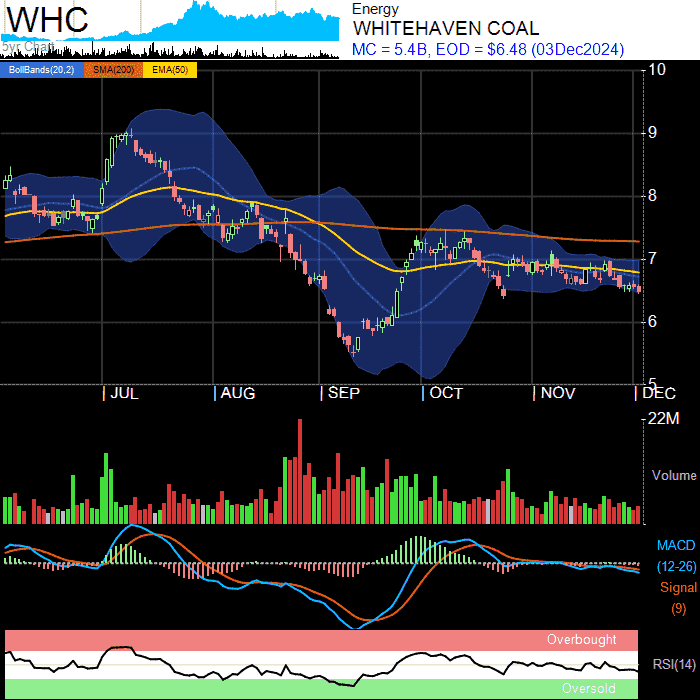 WHC
5yr Chart
Energy
WHITEHAVEN COAL
MC = 5.4B, EOD = $6.48 (03Dec2024)
BollBands(20,2) SMA(200) EMA(50)
10
9
8
7
6
5
JUL AUG SEP OCT NOV DEC
22M
Volume
MACD
(12-26)
Signal
(9)
Overbought
RSI(14)
Oversold